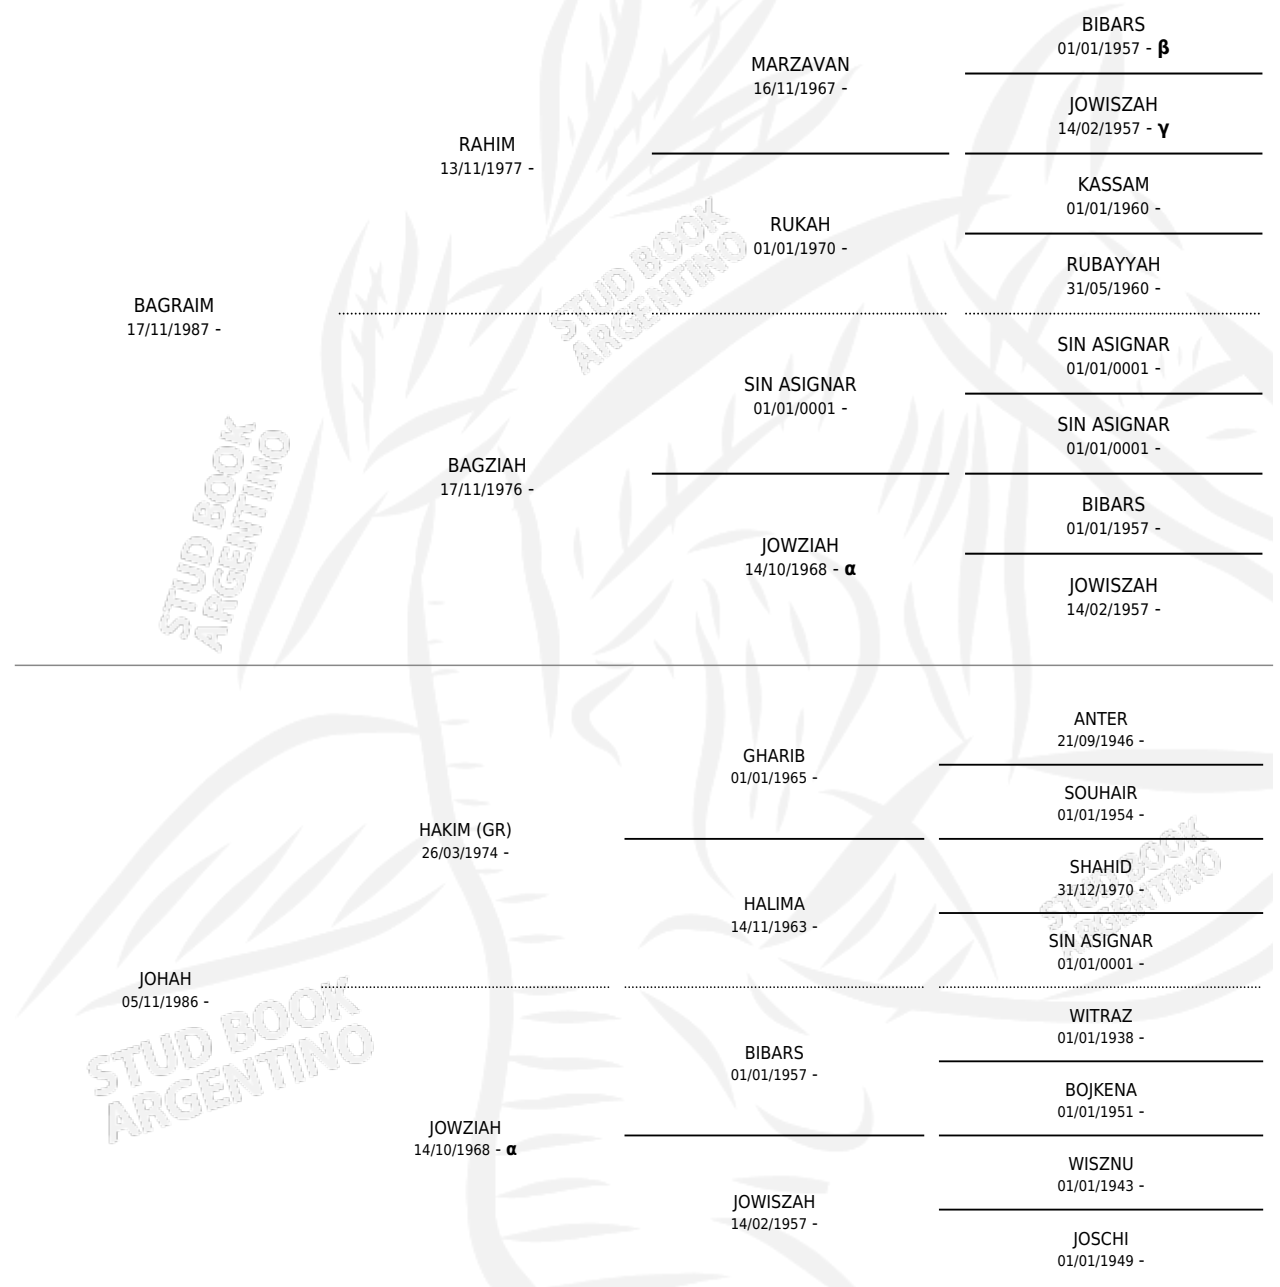 BIBARS
01/01/1957 - β
MARZAVAN
16/11/1967 -
JOWISZAH
14/02/1957 - γ
RAHIM
13/11/1977 -
KASSAM
01/01/1960 -
RUKAH
01/01/1970 -
RUBAYYAH
31/05/1960 -
BAGRAIM
17/11/1987 -
SIN ASIGNAR
01/01/0001 -
SIN ASIGNAR
01/01/0001 -
SIN ASIGNAR
01/01/0001 -
BAGZIAH
17/11/1976 -
BIBARS
01/01/1957 -
JOWZIAH
14/10/1968 - α
JOWISZAH
14/02/1957 -
STUD BOOK
ARGENTINO
STUD BOOK
ARGENTINO
ANTER
21/09/1946 -
GHARIB
01/01/1965 -
SOUHAIR
01/01/1954 -
HAKIM (GR)
26/03/1974 -
SHAHID
31/12/1970 -
HALIMA
14/11/1963 -
SIN ASIGNAR
01/01/0001 -
JOHAH
05/11/1986 -
WITRAZ
01/01/1938 -
BIBARS
01/01/1957 -
BOJKENA
01/01/1951 -
JOWZIAH
14/10/1968 - α
WISZNU
01/01/1943 -
JOWISZAH
14/02/1957 -
JOSCHI
01/01/1949 -
STUD BOOK
ARGENTINO
STUD BOOK
ARGENTINO